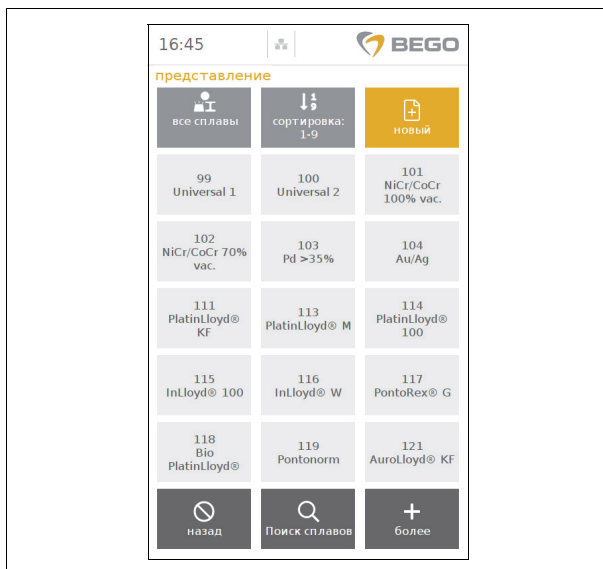 16:45
BEGO
представление
все сплавы
сортировка:
1-9
новый
99
Universal 1
100
Universal 2
101
NiCr/CoCr
100% vac.
102
NiCr/CoCr 70%
vac.
103
Pd >35%
104
Au/Ag
111
PlatinLloyd®
KF
113
PlatinLloyd® M
114
PlatinLloyd®
100
115
InLloyd® 100
116
InLloyd® W
117
PontoRex® G
118
Bio
PlatinLloyd®
119
Pontonorm
121
AuroLloyd® KF
назад
Поиск сплавов
более